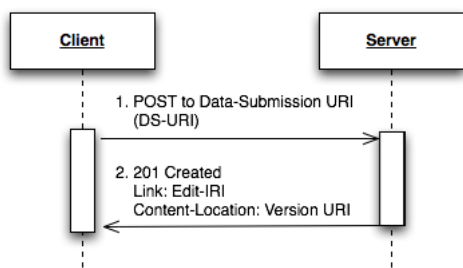 Client
Server
1. POST to Data-Submission URI
(DS-URI)
2. 201 Created
Link: Edit-IRI
Content-Location: Version URI